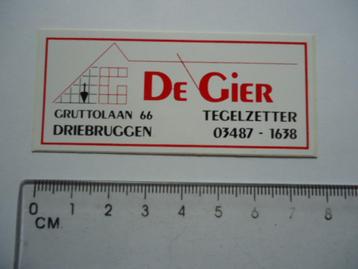 De Gier
GRUTTOLAAN 66 TEGELZETTER
DRIEBRUGGEN 03487 - 1638
0 1 2 3 4 5 6 7 8
CM